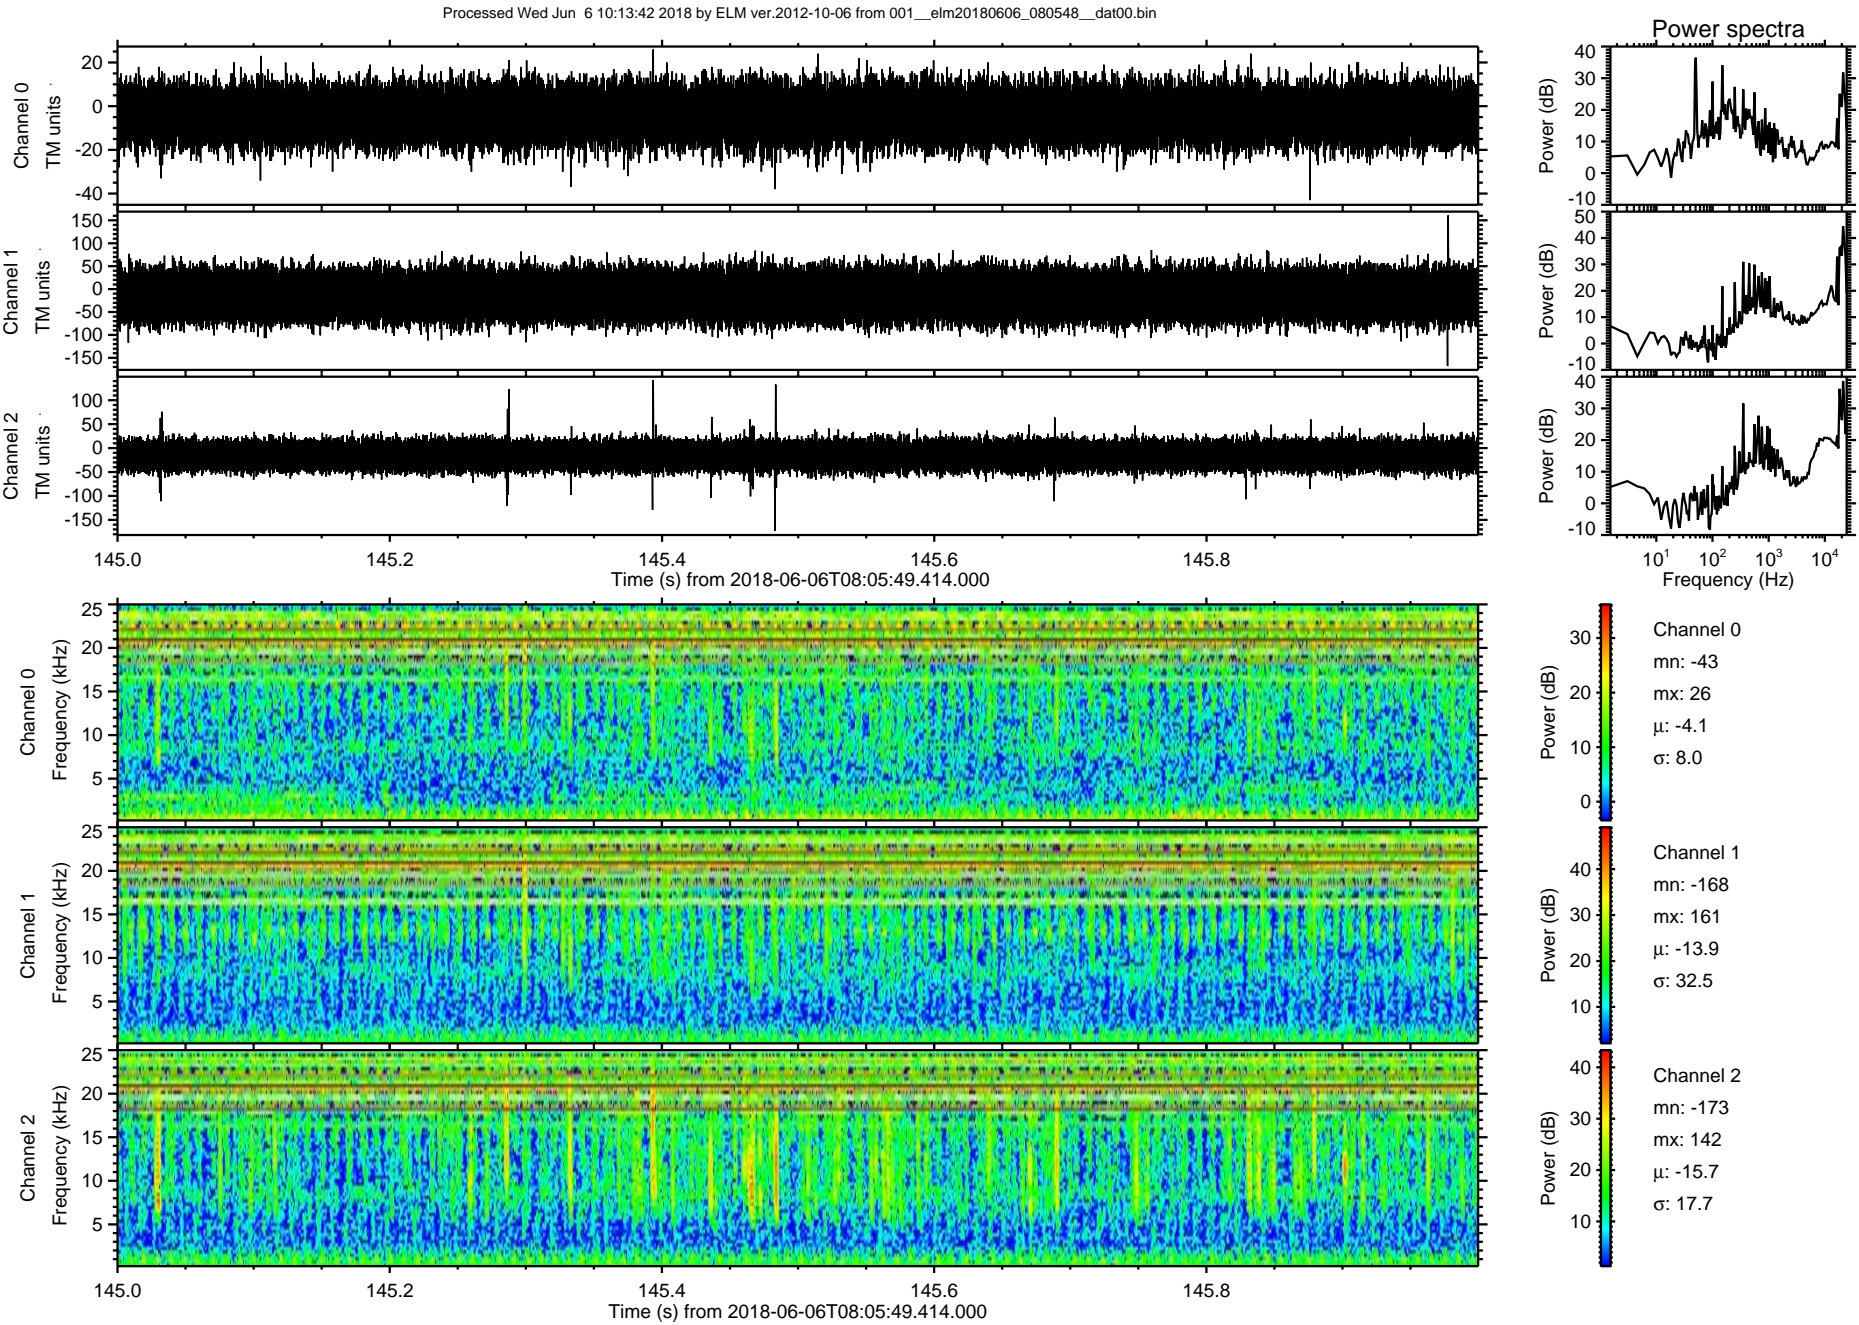 Processed Wed Jun  6 10:13:42 2018 by ELM ver.2012-10-06 from 001__elm20180606_080548__dat00.bin
Power spectra
Channel 0
TM units
20
0
-20
-40
Power (dB)
40
30
20
10
0
-10
Channel 1
TM units
150
100
50
0
-50
-100
-150
Power (dB)
50
40
30
20
10
0
-10
Channel 2
TM units
100
50
0
-50
-100
-150
Power (dB)
40
30
20
10
0
-10
145.0 145.2 145.4 145.6 145.8
Time (s) from 2018-06-06T08:05:49.414.000
10¹ 10² 10³ 10⁴
Frequency (Hz)
Channel 0
Frequency (kHz)
25
20
15
10
5
Power (dB)
30
20
10
0
Channel 0
mn: -43
mx: 26
μ: -4.1
σ: 8.0
Channel 1
Frequency (kHz)
25
20
15
10
5
Power (dB)
40
30
20
10
Channel 1
mn: -168
mx: 161
μ: -13.9
σ: 32.5
Channel 2
Frequency (kHz)
25
20
15
10
5
Power (dB)
40
30
20
10
Channel 2
mn: -173
mx: 142
μ: -15.7
σ: 17.7
145.0 145.2 145.4 145.6 145.8
Time (s) from 2018-06-06T08:05:49.414.000